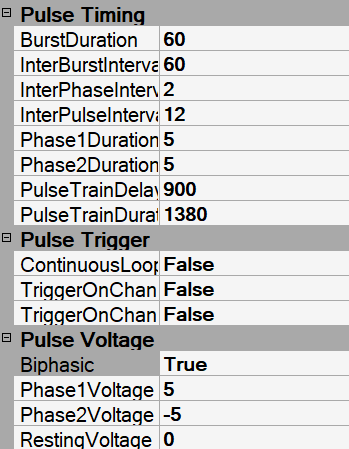 Pulse Timing
BurstDuration 60
InterBurstInterva 60
InterPhaseInterv 2
InterPulseInterva 12
Phase1Duration 5
Phase2Duration 5
PulseTrainDelay 900
PulseTrainDurat 1380
Pulse Trigger
ContinuousLoop False
TriggerOnChan False
TriggerOnChan False
Pulse Voltage
Biphasic True
Phase1Voltage 5
Phase2Voltage -5
RestingVoltage 0